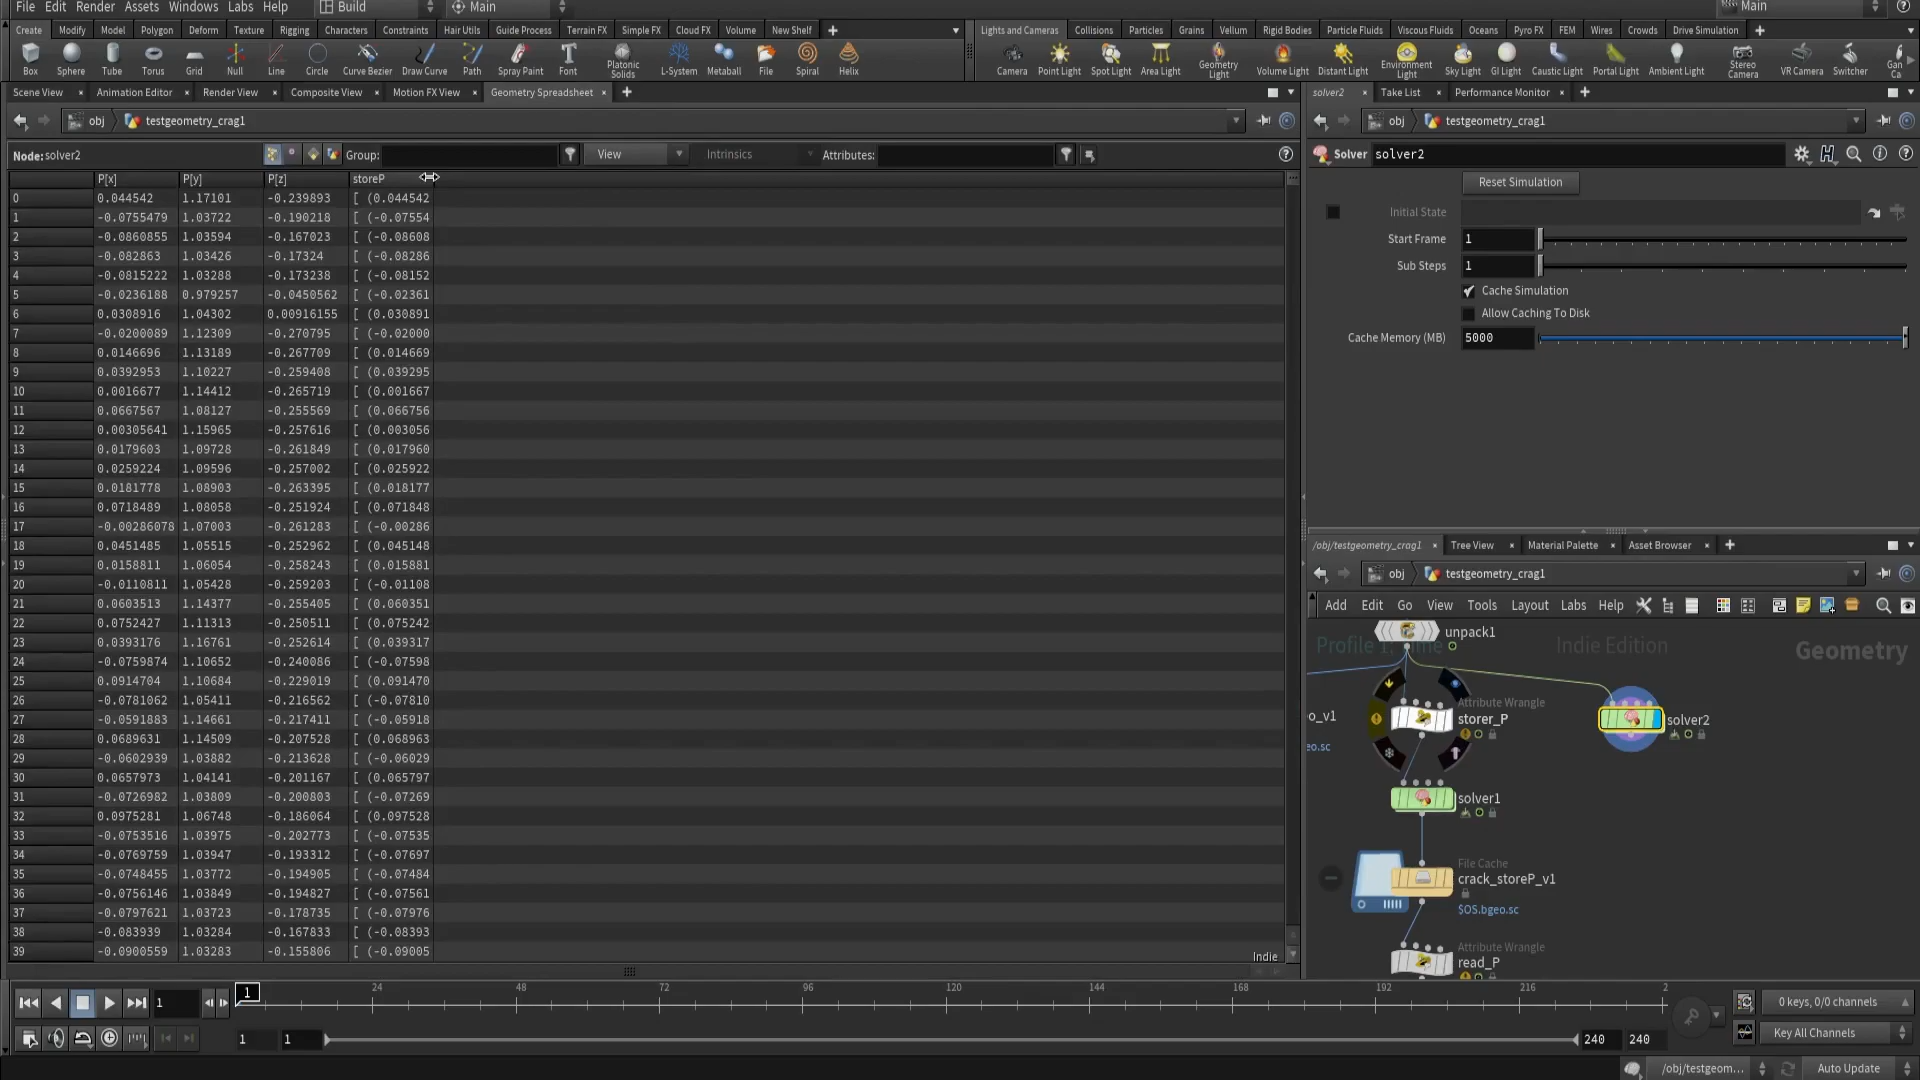 File Edit Render Assets Windows Labs Help Build Main Main
Create Modify Model Polygon Deform Texture Rigging Characters Constraints Hair Utils Guide Process Terrain FX Simple FX Cloud FX Volume New Shelf
Lights and Cameras Collisions Particles Grains Vellum Rigid Bodies Particle Fluids Viscous Fluids Oceans Pyro FX FEM Wires Crowds Drive Simulation
Box Sphere Tube Torus Grid Null Line Circle Curve Bezier Draw Curve Path Spray Paint Font Platonic Solids L-System Metaball File Spiral Helix
Camera Point Light Spot Light Area Light Geometry Light Volume Light Distant Light Environment Light Sky Light GI Light Caustic Light Portal Light Ambient Light Stereo Camera VR Camera Switcher Gan Ca
Scene View Animation Editor Render View Composite View Motion FX View Geometry Spreadsheet
solver2 Take List Performance Monitor
obj testgeometry_crag1
obj testgeometry_crag1
Node: solver2 Group: View Intrinsics Attributes:
Solver solver2
P[x] P[y] P[z] storeP
0 0.044542 1.17101 -0.239893 [ (0.044542
1 -0.0755479 1.03722 -0.190218 [ (-0.07554
2 -0.0860855 1.03594 -0.167023 [ (-0.08608
3 -0.082863 1.03426 -0.17324 [ (-0.08286
4 -0.0815222 1.03288 -0.173238 [ (-0.08152
5 -0.0236188 0.979257 -0.0450562 [ (-0.02361
6 0.0308916 1.04302 0.00916155 [ (0.030891
7 -0.0200089 1.12309 -0.270795 [ (-0.02000
8 0.0146696 1.13189 -0.267709 [ (0.014669
9 0.0392953 1.10227 -0.259408 [ (0.039295
10 0.0016677 1.14412 -0.265719 [ (0.001667
11 0.0667567 1.08127 -0.255569 [ (0.066756
12 0.00305641 1.15965 -0.257616 [ (0.003056
13 0.0179603 1.09728 -0.261849 [ (0.017960
14 0.0259224 1.09596 -0.257002 [ (0.025922
15 0.0181778 1.08903 -0.263395 [ (0.018177
16 0.0718489 1.08058 -0.251924 [ (0.071848
17 -0.00286078 1.07003 -0.261283 [ (-0.00286
18 0.0451485 1.05515 -0.252962 [ (0.045148
19 0.0158811 1.06054 -0.258243 [ (0.015881
20 -0.0110811 1.05428 -0.259203 [ (-0.01108
21 0.0603513 1.14377 -0.255405 [ (0.060351
22 0.0752427 1.11313 -0.250511 [ (0.075242
23 0.0393176 1.16761 -0.252614 [ (0.039317
24 -0.0759874 1.10652 -0.240086 [ (-0.07598
25 0.0914704 1.10684 -0.229019 [ (0.091470
26 -0.0781062 1.05411 -0.216562 [ (-0.07810
27 -0.0591883 1.14661 -0.217411 [ (-0.05918
28 0.0689631 1.14509 -0.207528 [ (0.068963
29 -0.0602939 1.03882 -0.213628 [ (-0.06029
30 0.0657973 1.04141 -0.201167 [ (0.065797
31 -0.0726982 1.03809 -0.200803 [ (-0.07269
32 0.0975281 1.06748 -0.186064 [ (0.097528
33 -0.0753516 1.03975 -0.202773 [ (-0.07535
34 -0.0769759 1.03947 -0.193312 [ (-0.07697
35 -0.0748455 1.03772 -0.194905 [ (-0.07484
36 -0.0756146 1.03849 -0.194827 [ (-0.07561
37 -0.0797621 1.03723 -0.178735 [ (-0.07976
38 -0.083939 1.03284 -0.167833 [ (-0.08393
39 -0.0900559 1.03283 -0.155806 [ (-0.09005
Indie
Reset Simulation
Initial State
Start Frame 1
Sub Steps 1
Cache Simulation
Allow Caching To Disk
Cache Memory (MB) 5000
/obj/testgeometry_crag1 Tree View Material Palette Asset Browser
obj testgeometry_crag1
Add Edit Go View Tools Layout Labs Help
unpack1
Indie Edition
Geometry
Attribute Wrangle
storer_P
o_v1
eo.sc
solver2
solver1
File Cache
crack_storeP_v1
$OS.bgeo.sc
Attribute Wrangle
read_P
1 1 24 48 72 96 120 144 168 192 216 2
0 keys, 0/0 channels
1 1 240 240
Key All Channels
/obj/testgeom... Auto Update